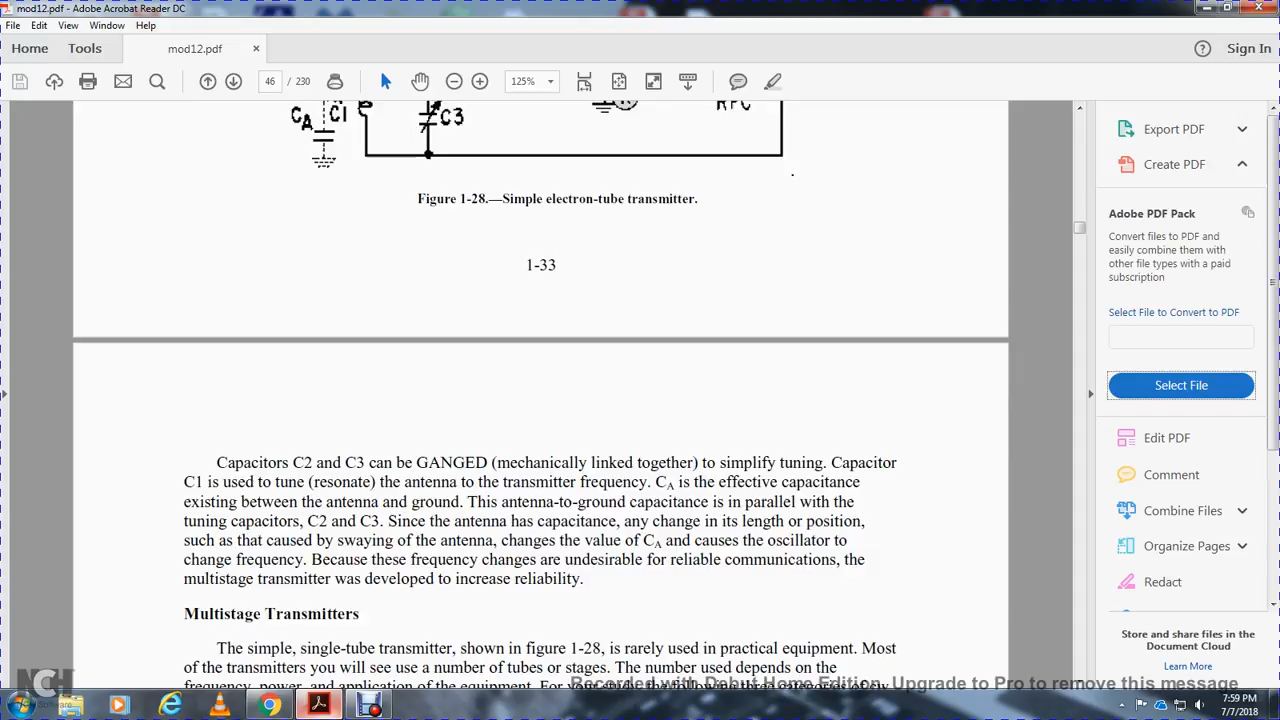 mod12.pdf - Adobe Acrobat Reader DC
File Edit View Window Help
Home Tools mod12.pdf × Sign In
46 / 230 125%
CA C1 C3 RFC
Figure 1-28.—Simple electron-tube transmitter.
1-33
Capacitors C2 and C3 can be GANGED (mechanically linked together) to simplify tuning. Capacitor
C1 is used to tune (resonate) the antenna to the transmitter frequency. CA is the effective capacitance
existing between the antenna and ground. This antenna-to-ground capacitance is in parallel with the
tuning capacitors, C2 and C3. Since the antenna has capacitance, any change in its length or position,
such as that caused by swaying of the antenna, changes the value of CA and causes the oscillator to
change frequency. Because these frequency changes are undesirable for reliable communications, the
multistage transmitter was developed to increase reliability.
Multistage Transmitters
The simple, single-tube transmitter, shown in figure 1-28, is rarely used in practical equipment. Most
of the transmitters you will see use a number of tubes or stages. The number used depends on the
frequency, power, and application of the equipment. For your study, the following three categories of
Export PDF
Create PDF
Adobe PDF Pack
Convert files to PDF and
easily combine them with
other file types with a paid
subscription
Select File to Convert to PDF
Select File
Edit PDF
Comment
Combine Files
Organize Pages
Redact
Store and share files in the
Document Cloud
Learn More
NCH
Software
Recorded with Debut Home Edition. Upgrade to Pro to remove this message
7:59 PM
7/7/2018